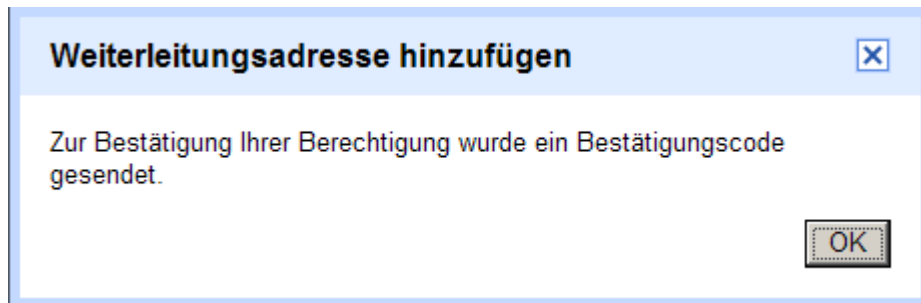 Weiterleitungsadresse hinzufügen
Zur Bestätigung Ihrer Berechtigung wurde ein Bestätigungscode
gesendet.
OK